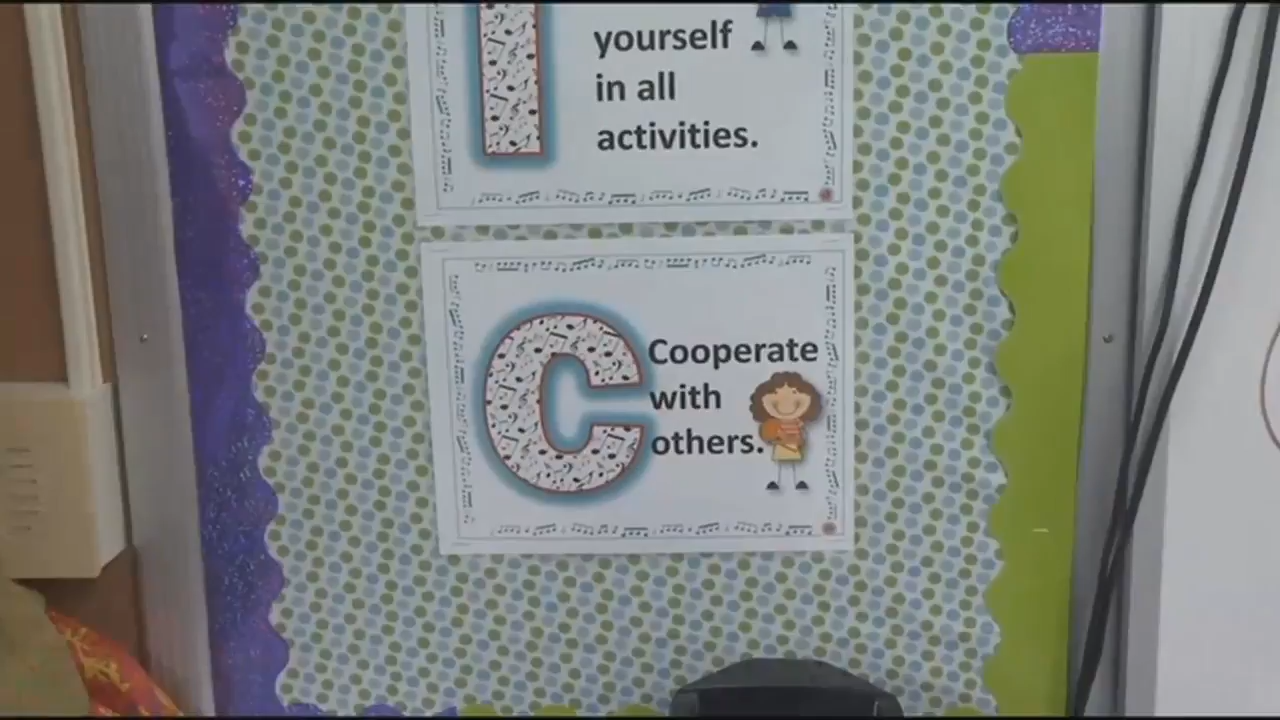 I
yourself
in all
activities.
C
Cooperate
with
others.